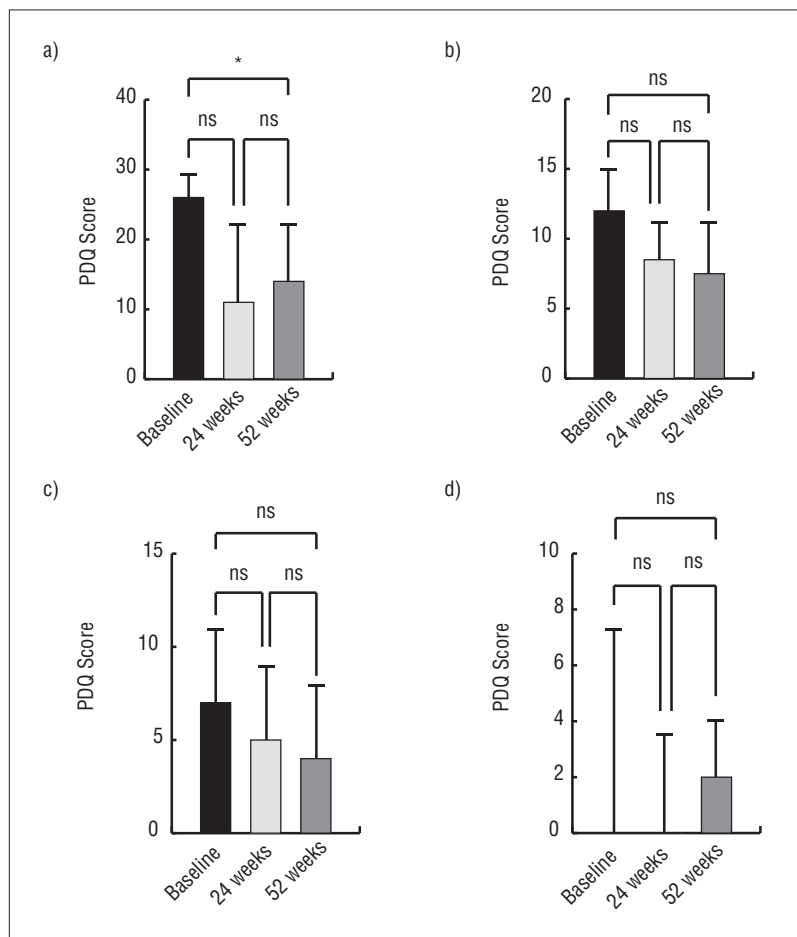 a)
*
ns ns
PDQ Score
40
30
20
10
0
Baseline
24 weeks
52 weeks
b)
ns
ns ns
PDQ Score
20
15
10
5
0
Baseline
24 weeks
52 weeks
c)
ns
ns ns
PDQ Score
15
10
5
0
Baseline
24 weeks
52 weeks
d)
ns
ns ns
PDQ Score
10
8
6
4
2
0
Baseline
24 weeks
52 weeks